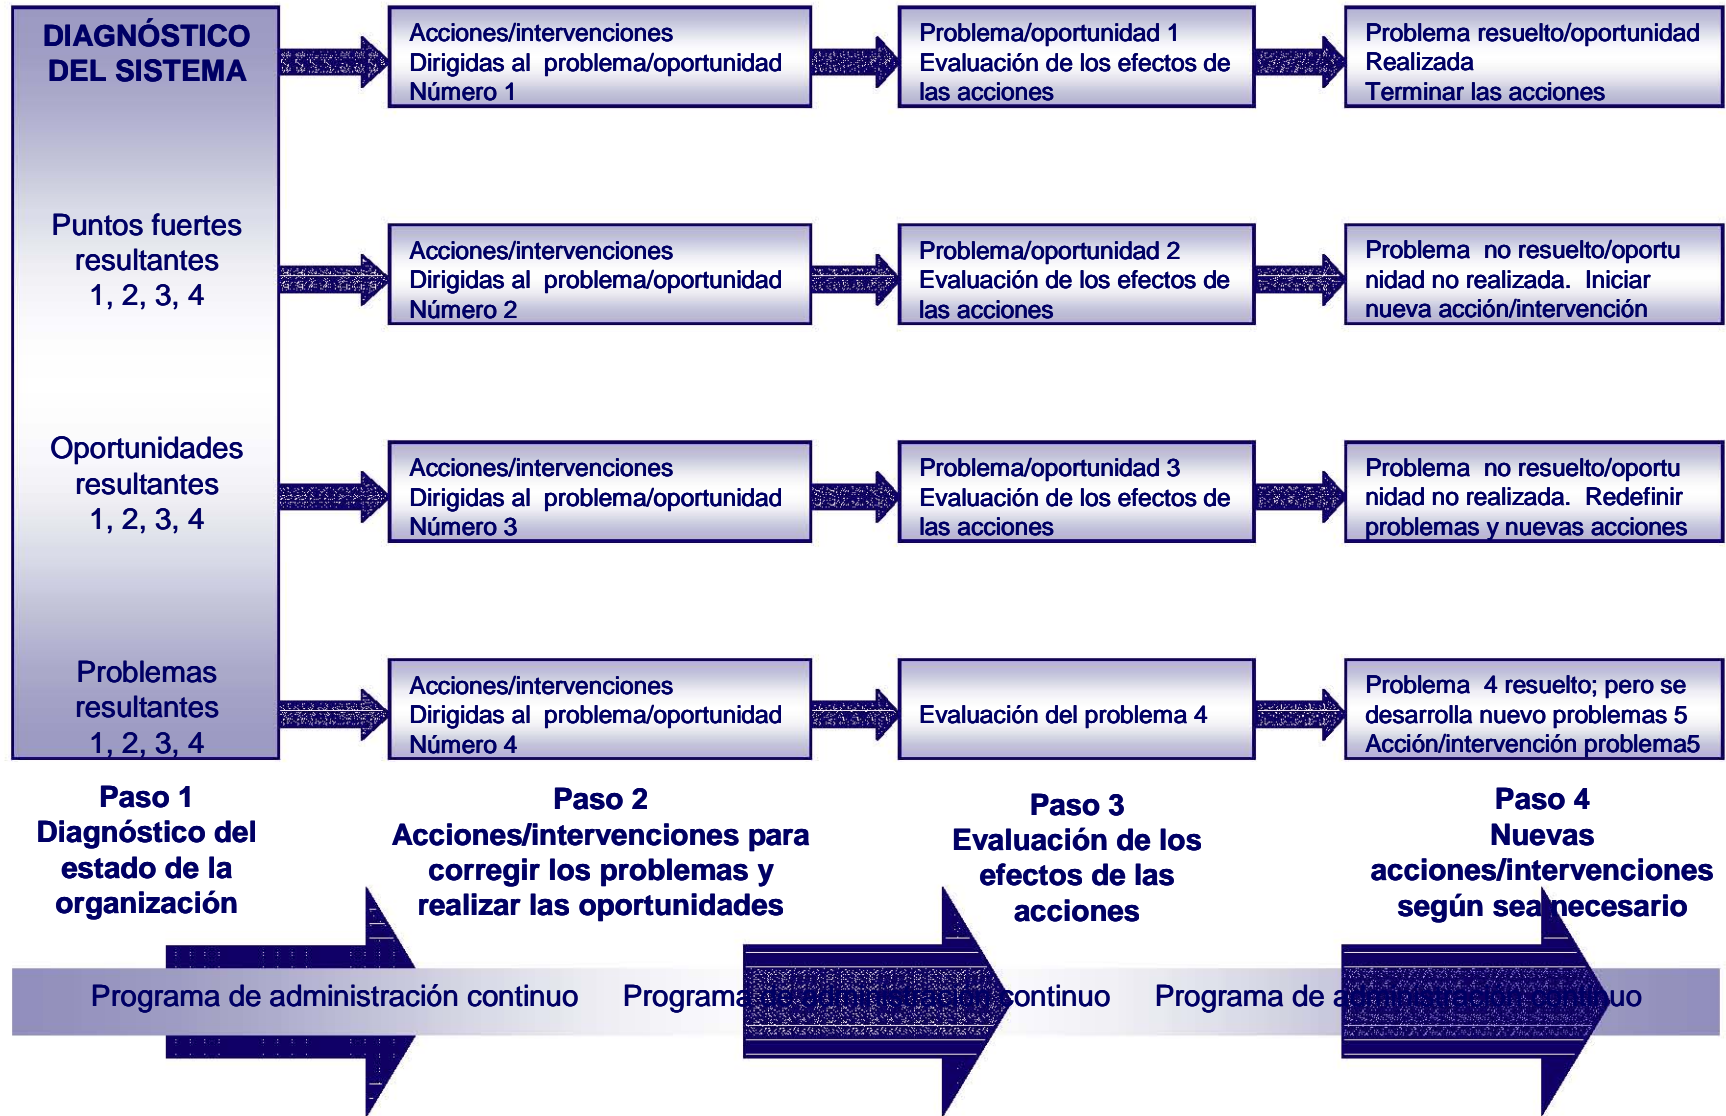 DIAGNÓSTICO
DEL SISTEMA
Puntos fuertes
resultantes
1, 2, 3, 4
Oportunidades
resultantes
1, 2, 3, 4
Problemas
resultantes
1, 2, 3, 4
Acciones/intervenciones
Dirigidas al problema/oportunidad
Número 1
Problema/oportunidad 1
Evaluación de los efectos de
las acciones
Problema resuelto/oportunidad
Realizada
Terminar las acciones
Acciones/intervenciones
Dirigidas al problema/oportunidad
Número 2
Problema/oportunidad 2
Evaluación de los efectos de
las acciones
Problema no resuelto/oportu
nidad no realizada. Iniciar
nueva acción/intervención
Acciones/intervenciones
Dirigidas al problema/oportunidad
Número 3
Problema/oportunidad 3
Evaluación de los efectos de
las acciones
Problema no resuelto/oportu
nidad no realizada. Redefinir
problemas y nuevas acciones
Acciones/intervenciones
Dirigidas al problema/oportunidad
Número 4
Evaluación del problema 4
Problema 4 resuelto; pero se
desarrolla nuevo problemas 5
Acción/intervención problema5
Paso 1
Diagnóstico del
estado de la
organización
Paso 2
Acciones/intervenciones para
corregir los problemas y
realizar las oportunidades
Paso 3
Evaluación de los
efectos de las
acciones
Paso 4
Nuevas
acciones/intervenciones
según sea necesario
Programa de administración continuo
Programa de administración continuo
Programa de administración continuo